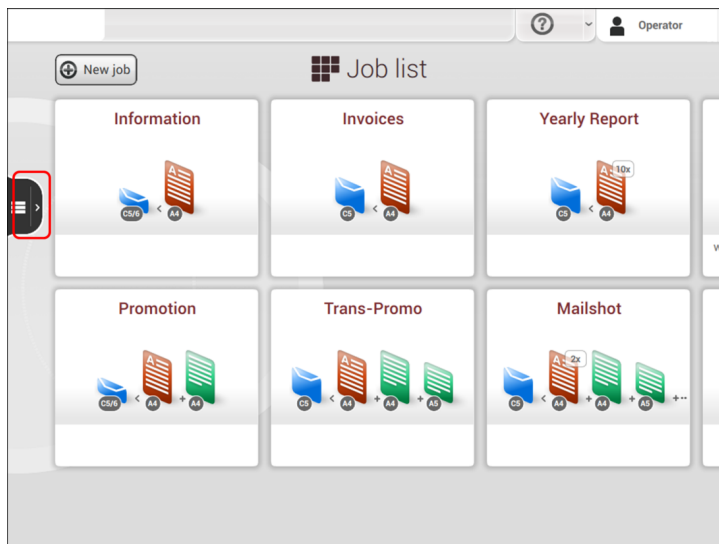 ?
Operator
New job
Job list
Information
Invoices
Yearly Report
A
C5/6 < A4
A
C5 < A4
A
10x
C5 < A4
Promotion
Trans-Promo
Mailshot
A
C5/6 < A4 + A4
A
C5 < A4 + A4 + A5
A
2x
C5 < A4 + A4 + A5 +··